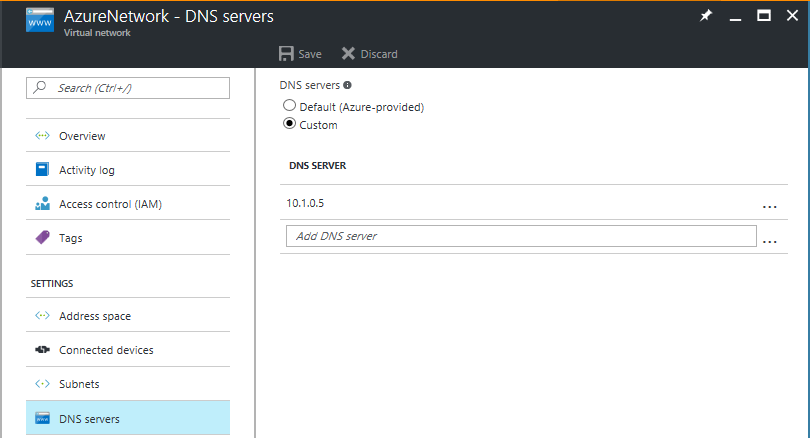 AzureNetwork - DNS servers
Virtual network
Save Discard
Search (Ctrl+/)
Overview
Activity log
Access control (IAM)
Tags
SETTINGS
Address space
Connected devices
Subnets
DNS servers
DNS servers
Default (Azure-provided)
Custom
DNS SERVER
10.1.0.5 ...
Add DNS server ...